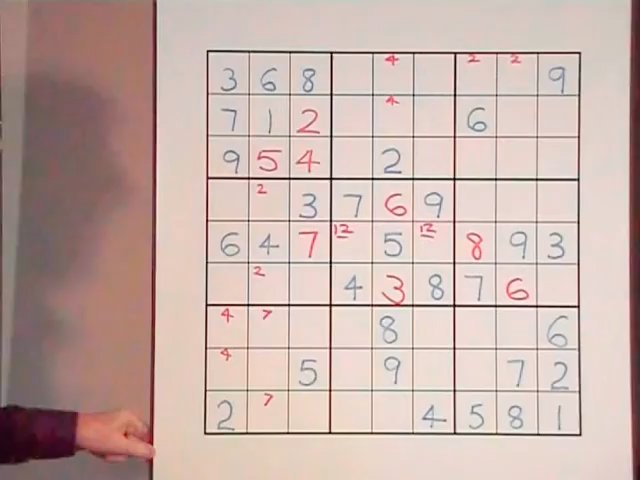 3 6 8 4 2 2 9
7 1 2 4 6
9 5 4 2
2 3 7 6 9
6 4 7 12 5 12 8 9 3
2 4 3 8 7 6
4 7 8 6
4 5 9 7 2
2 7 4 5 8 1